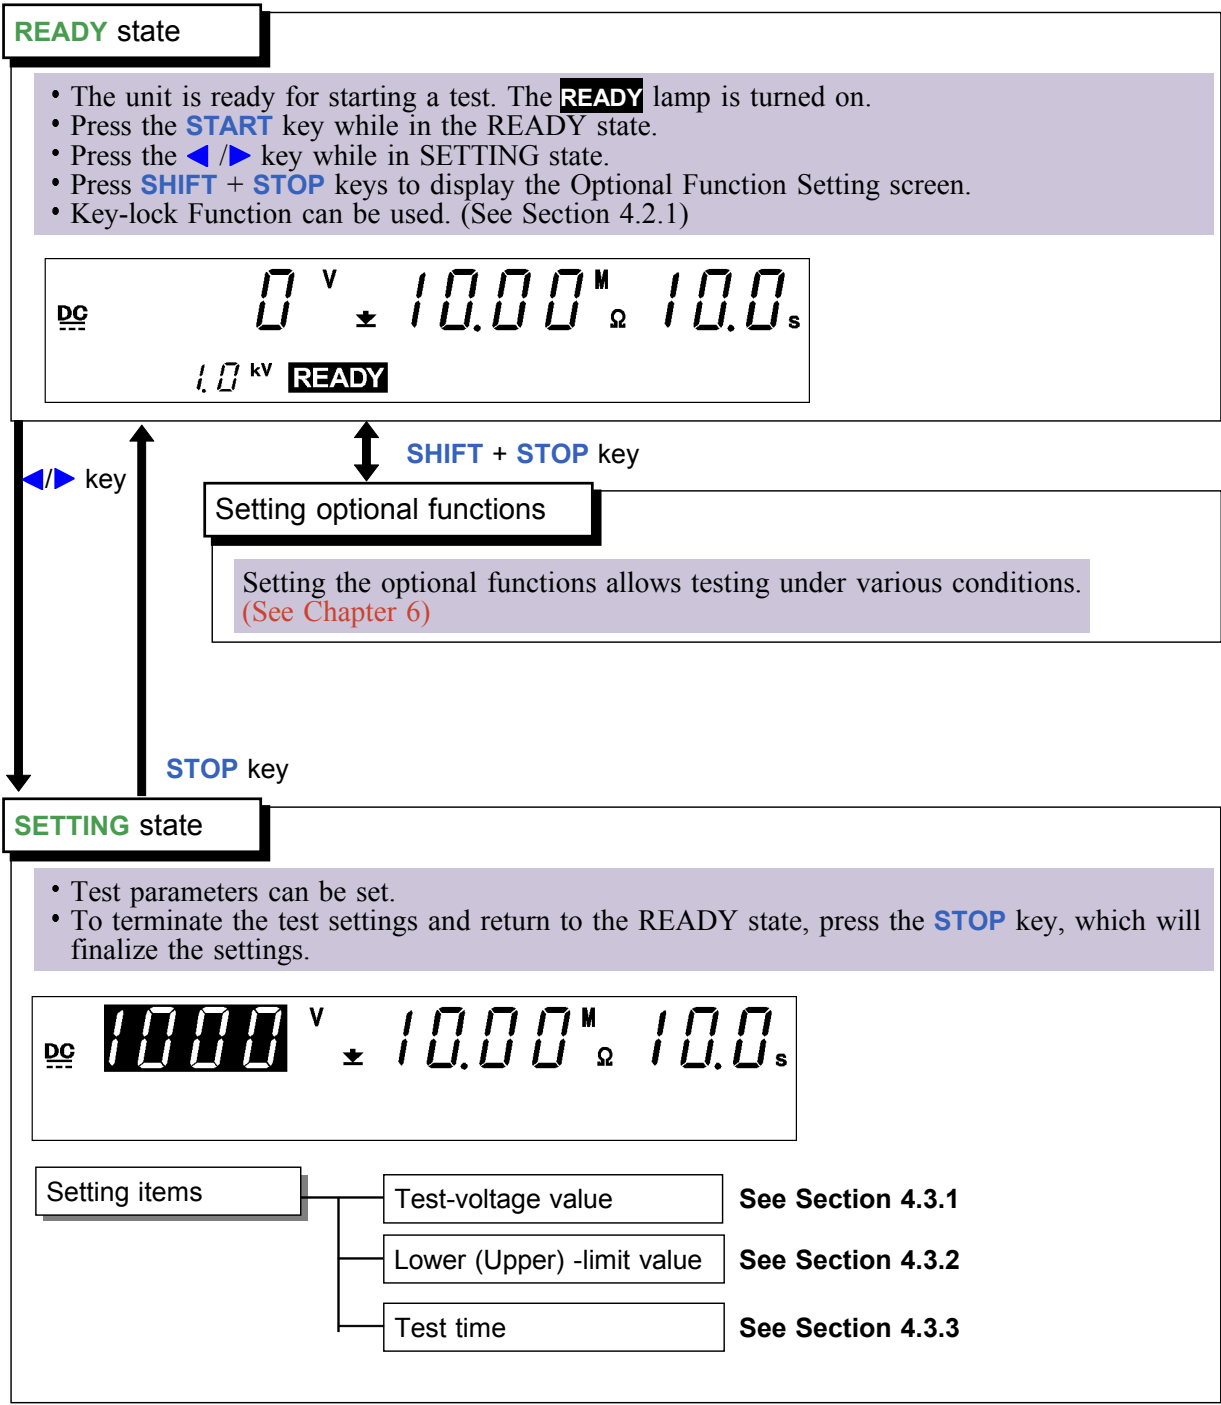 READY state
• The unit is ready for starting a test. The READY lamp is turned on.
• Press the START key while in the READY state.
• Press the ◀ /▶ key while in SETTING state.
• Press SHIFT + STOP keys to display the Optional Function Setting screen.
• Key-lock Function can be used. (See Section 4.2.1)
DC 0 V 10.00 MΩ 10.0 s
1.0 kV READY
SHIFT + STOP key
◀/▶ key
Setting optional functions
Setting the optional functions allows testing under various conditions.
(See Chapter 6)
STOP key
SETTING state
• Test parameters can be set.
• To terminate the test settings and return to the READY state, press the STOP key, which will
finalize the settings.
DC 1000 V 10.00 MΩ 10.0 s
Setting items
Test-voltage value See Section 4.3.1
Lower (Upper) -limit value See Section 4.3.2
Test time See Section 4.3.3